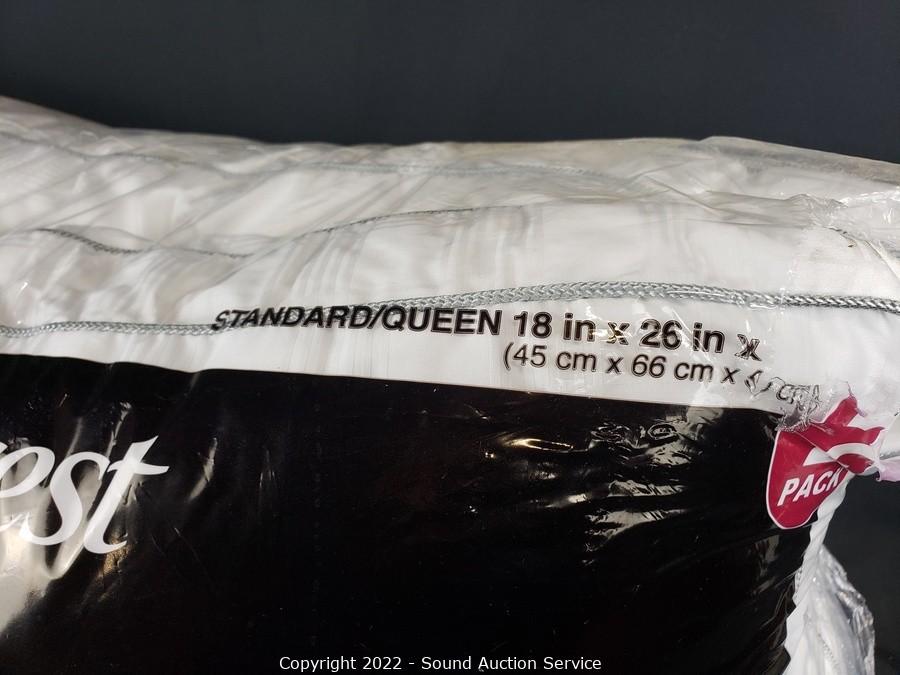 STANDARD/QUEEN 18 in x 26 in x
(45 cm x 66 cm x
est
PACK
Copyright 2022 - Sound Auction Service